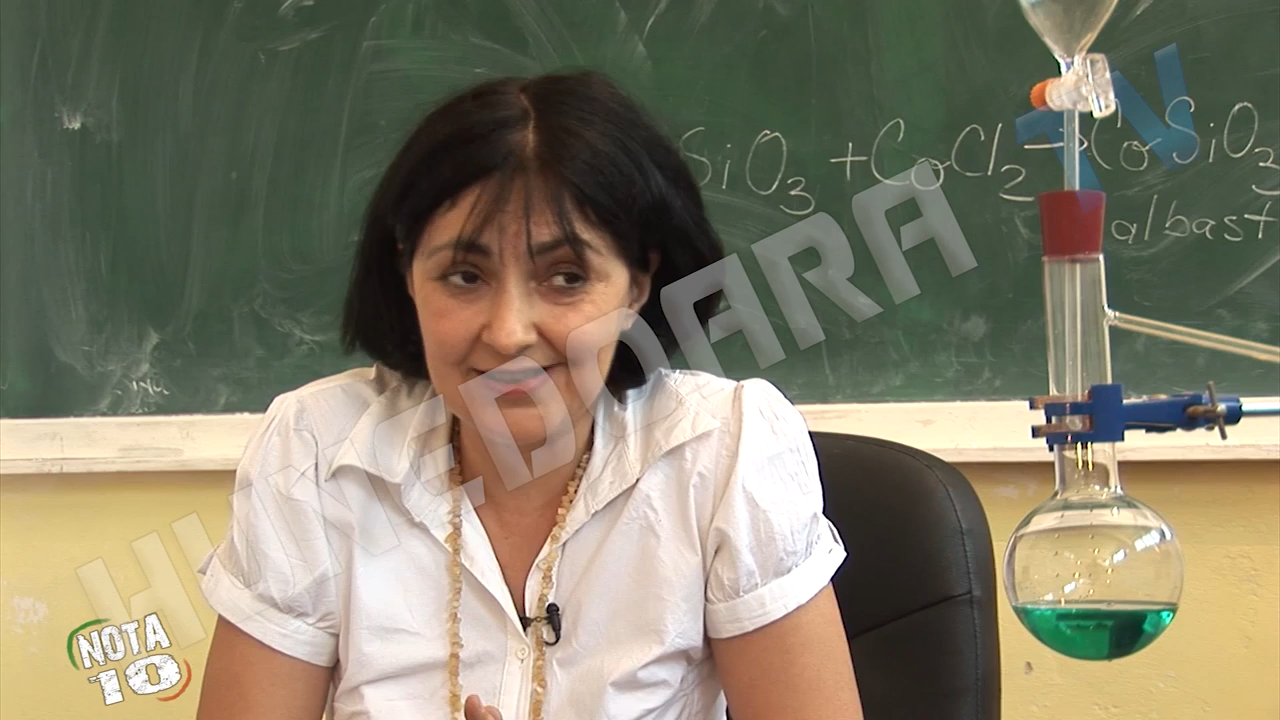 SiO3 + CoCl2 → CoSiO3
albast
HUNEDOARA TV
NOTA
10